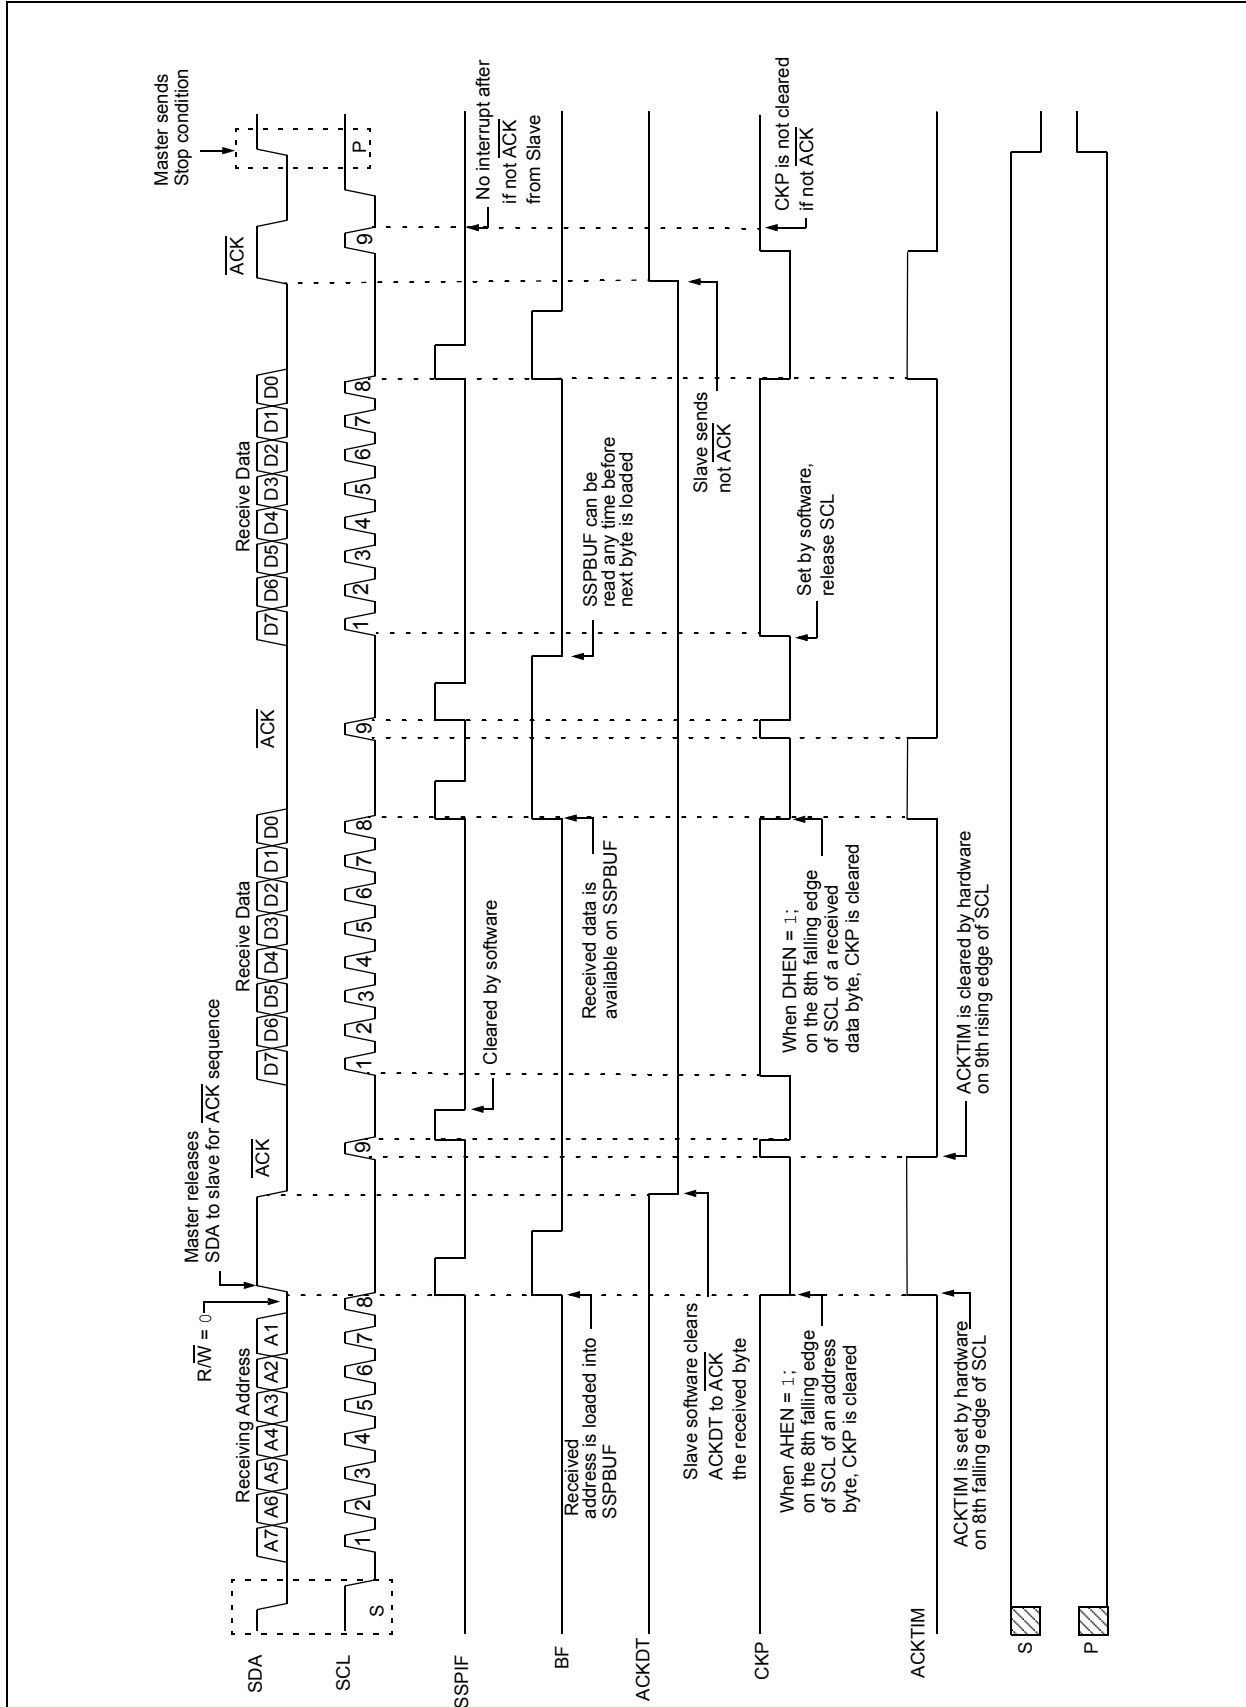 Master sends
Stop condition
Master releases
SDA to slave for ACK sequence
R/W = 0
Receiving Address
ACK
Receive Data
ACK
Receive Data
ACK
SDA
A7 A6 A5 A4 A3 A2 A1
D7 D6 D5 D4 D3 D2 D1 D0
D7 D6 D5 D4 D3 D2 D1 D0
SCL
S
1 2 3 4 5 6 7 8 9
1 2 3 4 5 6 7 8 9
1 2 3 4 5 6 7 8 9
P
SSPIF
Cleared by software
No interrupt after
if not ACK
from Slave
BF
Received
address is loaded into
SSPBUF
Received data is
available on SSPBUF
SSPBUF can be
read any time before
next byte is loaded
ACKDT
Slave software clears
ACKDT to ACK
the received byte
Slave sends
not ACK
CKP
When AHEN = 1;
on the 8th falling edge
of SCL of an address
byte, CKP is cleared
When DHEN = 1;
on the 8th falling edge
of SCL of a received
data byte, CKP is cleared
Set by software,
release SCL
CKP is not cleared
if not ACK
ACKTIM
ACKTIM is set by hardware
on 8th falling edge of SCL
ACKTIM is cleared by hardware
on 9th rising edge of SCL
S
P